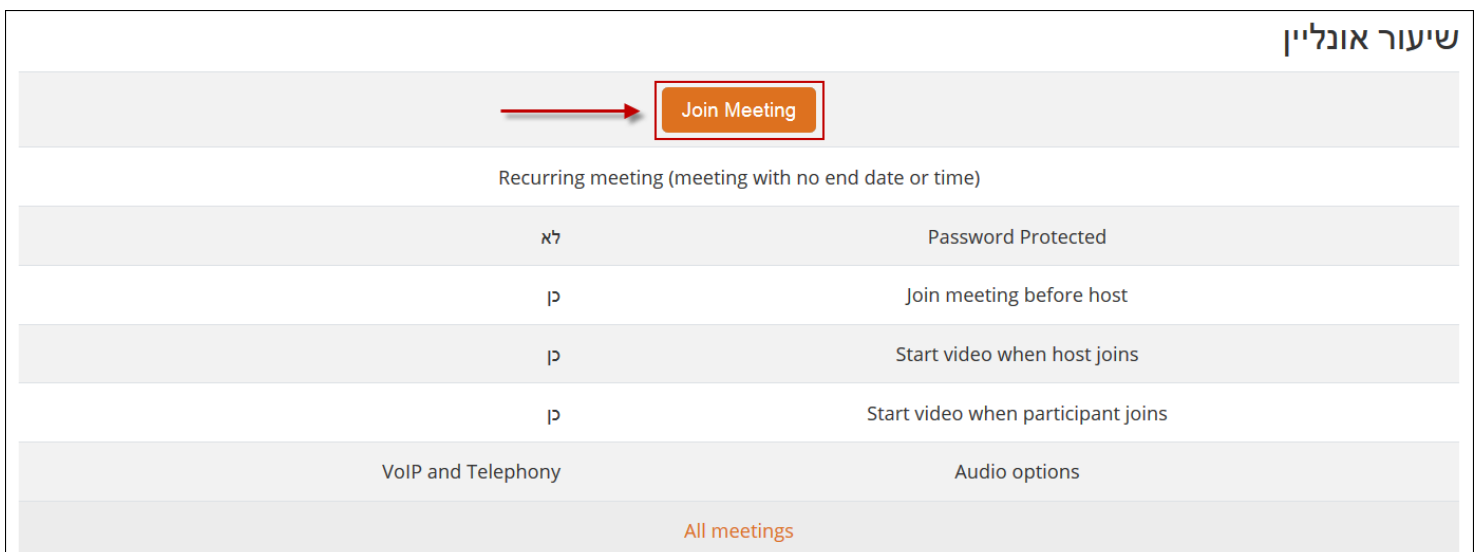 שיעור אונליין
Join Meeting
Recurring meeting (meeting with no end date or time)
Password Protected לא
Join meeting before host כן
Start video when host joins כן
Start video when participant joins כן
Audio options VoIP and Telephony
All meetings